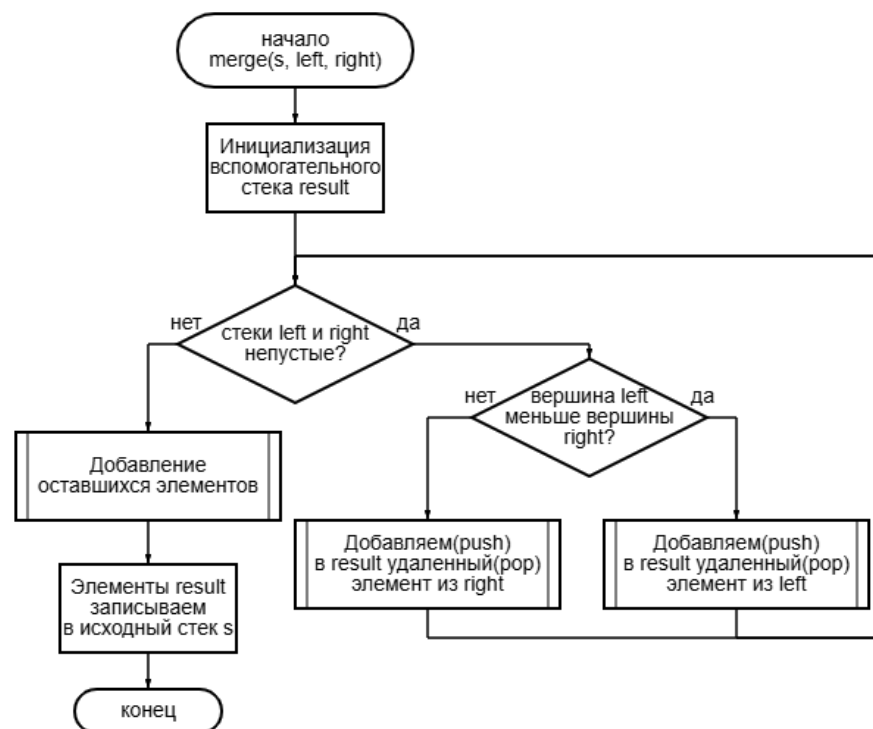 начало
merge(s, left, right)
Инициализация
вспомогательного
стека result
нет
стеки left и right
непустые?
да
нет
вершина left
меньше вершины
right?
да
Добавление
оставшихся элементов
Добавляем(push)
в result удаленный(pop)
элемент из right
Добавляем(push)
в result удаленный(pop)
элемент из left
Элементы result
записываем
в исходный стек s
конец